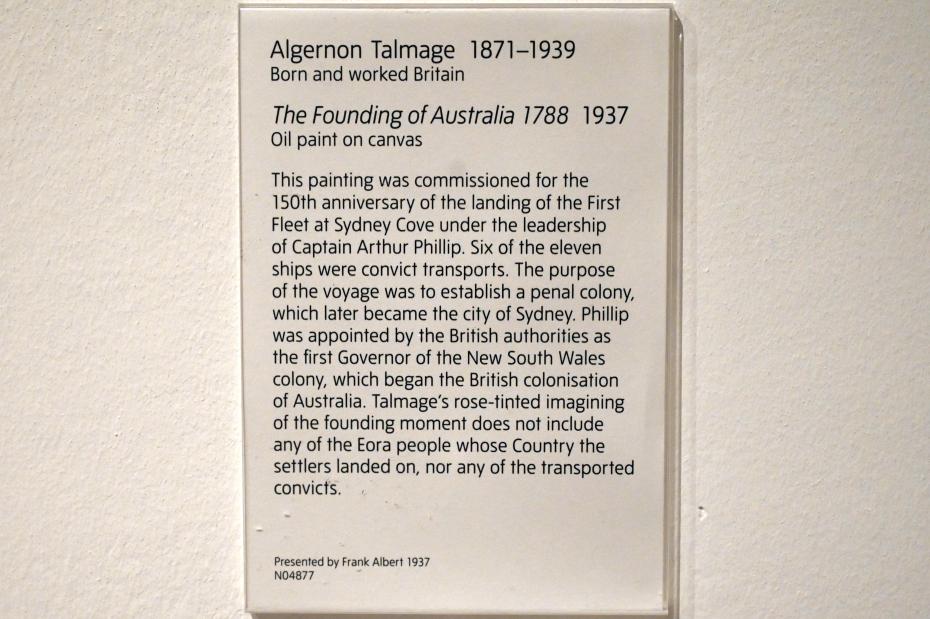 Algernon Talmage 1871–1939
Born and worked Britain
The Founding of Australia 1788 1937
Oil paint on canvas
This painting was commissioned for the
150th anniversary of the landing of the First
Fleet at Sydney Cove under the leadership
of Captain Arthur Phillip. Six of the eleven
ships were convict transports. The purpose
of the voyage was to establish a penal colony,
which later became the city of Sydney. Phillip
was appointed by the British authorities as
the first Governor of the New South Wales
colony, which began the British colonisation
of Australia. Talmage's rose-tinted imagining
of the founding moment does not include
any of the Eora people whose Country the
settlers landed on, nor any of the transported
convicts.
Presented by Frank Albert 1937
N04877